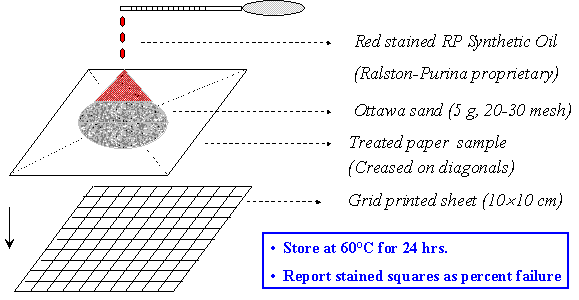 Red stained RP Synthetic Oil
(Ralston-Purina proprietary)
Ottawa sand (5 g, 20-30 mesh)
Treated paper sample
(Creased on diagonals)
Grid printed sheet (10×10 cm)
• Store at 60°C for 24 hrs.
• Report stained squares as percent failure